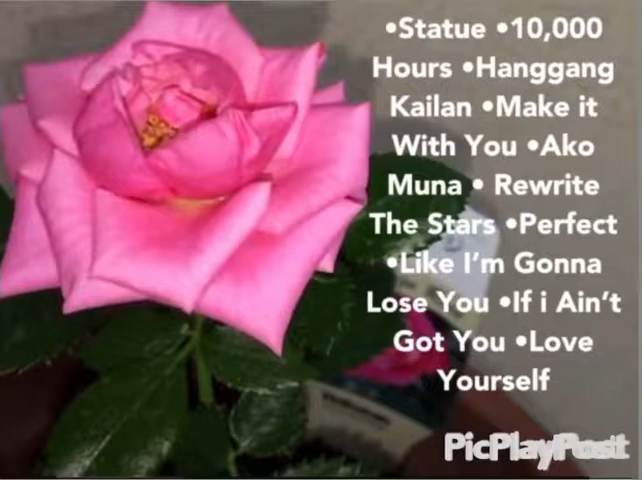 •Statue •10,000
Hours •Hanggang
Kailan •Make it
With You •Ako
Muna • Rewrite
The Stars •Perfect
•Like I'm Gonna
Lose You •If i Ain't
Got You •Love
Yourself
PicPlayPost